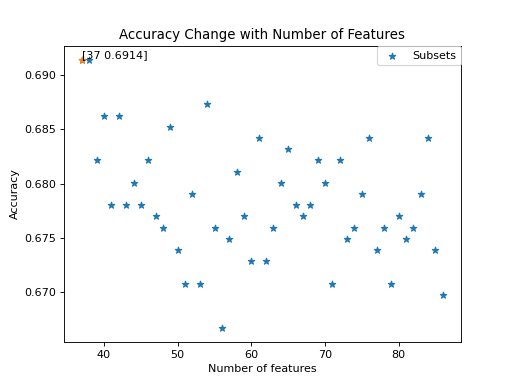 Accuracy Change with Number of Features
[37 0.6914]
Subsets
0.690
0.685
0.680
0.675
0.670
Accuracy
40 50 60 70 80
Number of features